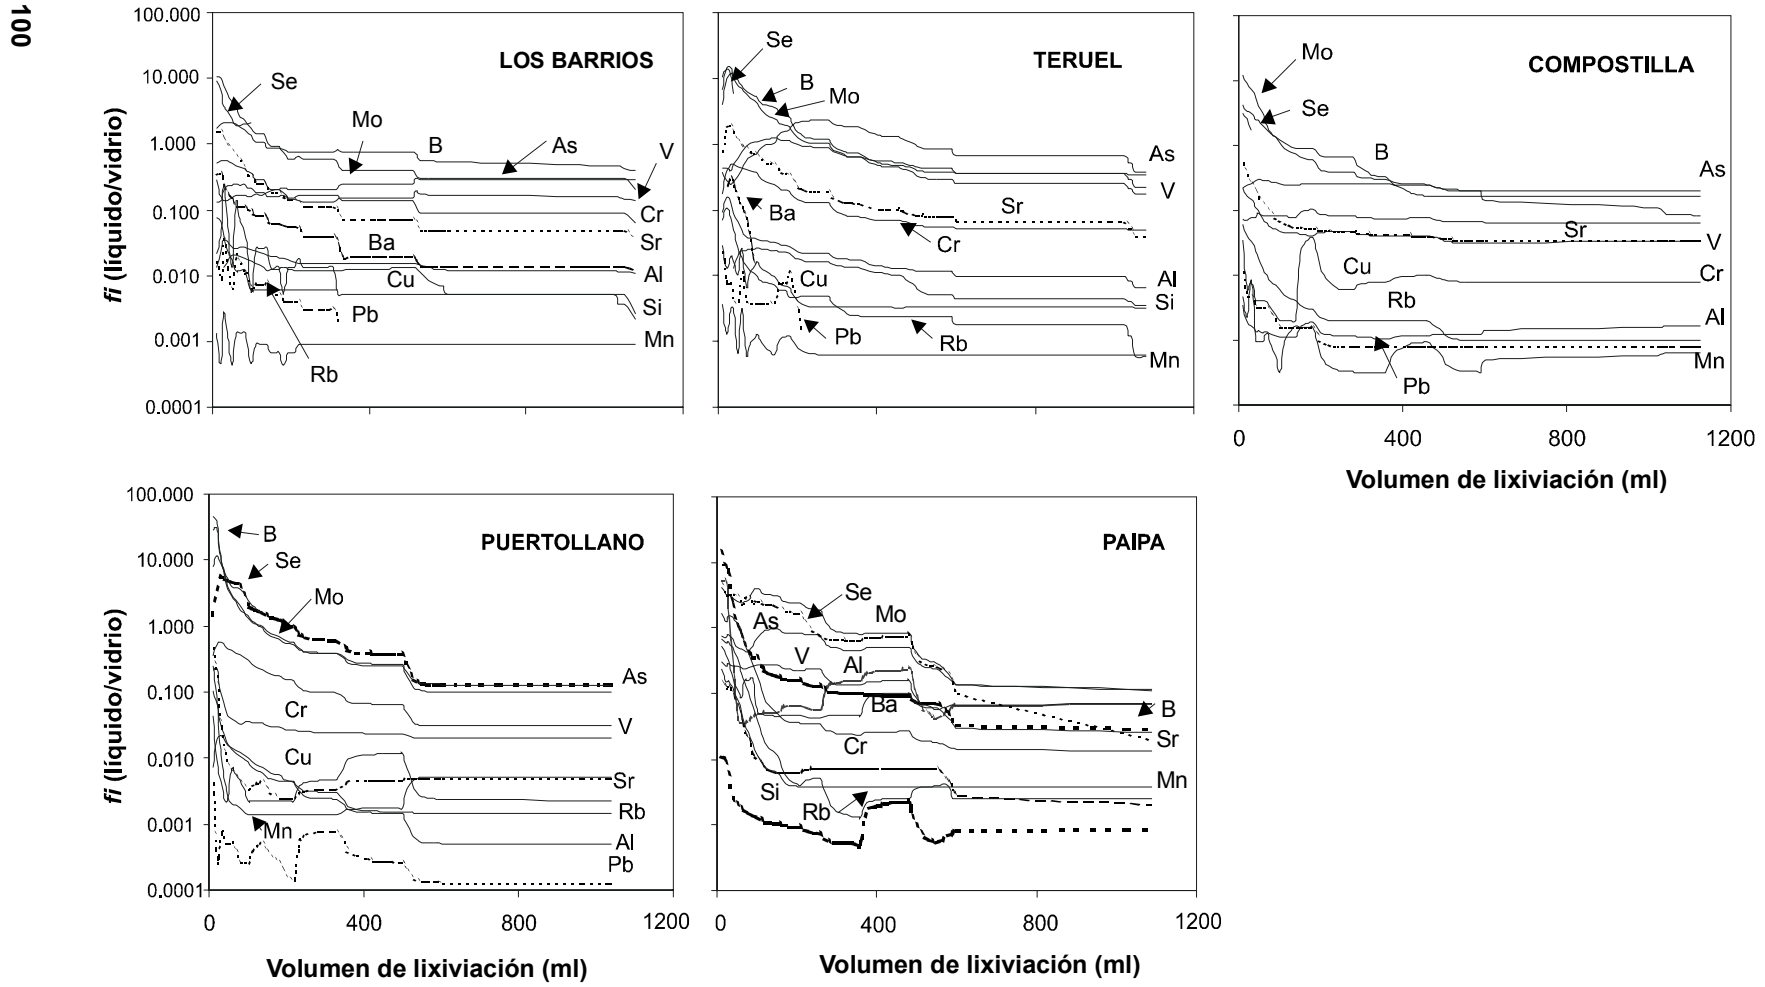 100
100.000
10.000
1.000
0.100
0.010
0.001
0.0001
fi (líquido/vidrio)
LOS BARRIOS
Se
Mo
B
As
V
Cr
Sr
Ba
Al
Cu
Si
Pb
Mn
Rb
TERUEL
Se
B
Mo
As
V
Ba
Sr
Cr
Al
Cu
Si
Pb
Rb
Mn
COMPOSTILLA
Mo
Se
B
As
Sr
V
Cu
Cr
Rb
Al
Mn
Pb
0
400
800
1200
Volumen de lixiviación (ml)
100.000
10.000
1.000
0.100
0.010
0.001
0.0001
fi (líquido/vidrio)
PUERTOLLANO
B
Se
Mo
As
Cr
V
Cu
Sr
Rb
Mn
Al
Pb
0
400
800
1200
Volumen de lixiviación (ml)
PAIPA
Se
Mo
As
V
Al
Ba
B
Cr
Sr
Si
Mn
Rb
0
400
800
1200
Volumen de lixiviación (ml)